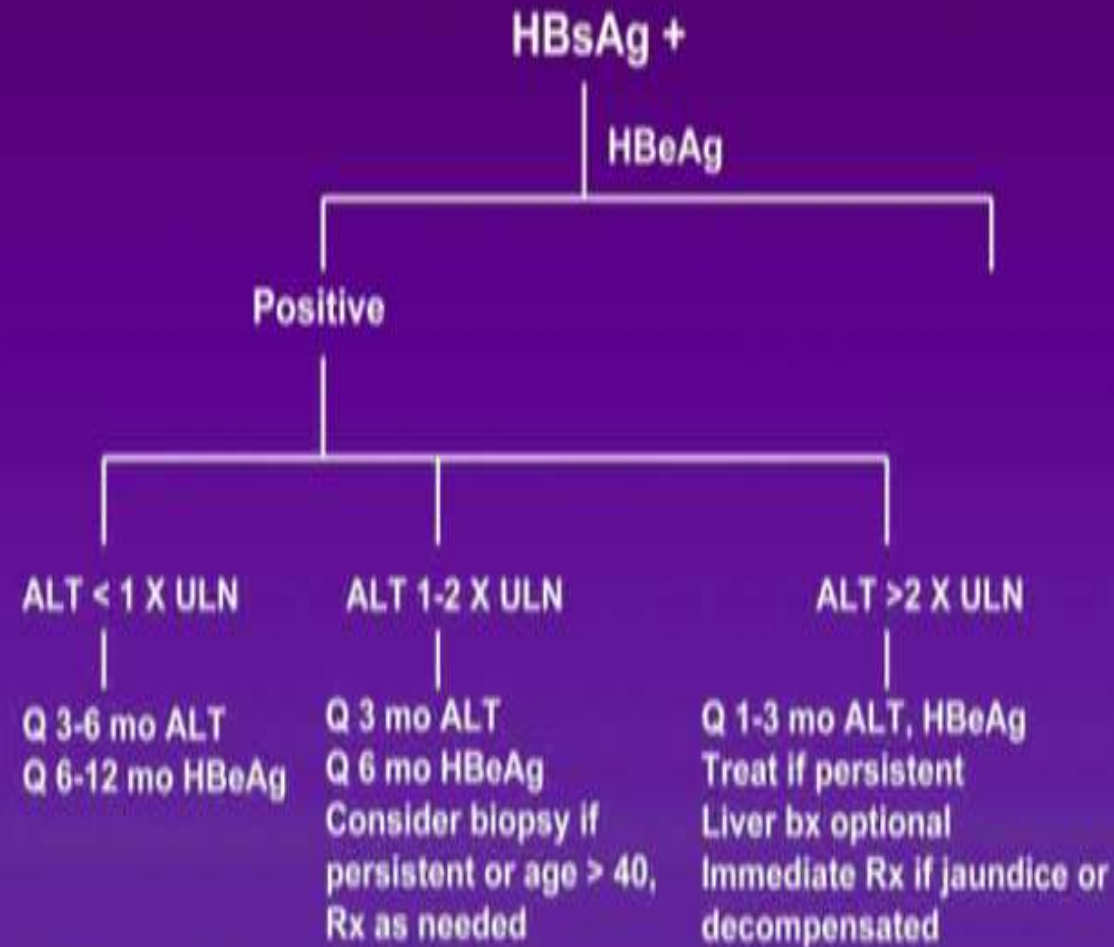 HBsAg +
HBeAg
Positive
ALT < 1 X ULN
Q 3-6 mo ALT
Q 6-12 mo HBeAg
ALT 1-2 X ULN
Q 3 mo ALT
Q 6 mo HBeAg
Consider biopsy if
persistent or age > 40,
Rx as needed
ALT >2 X ULN
Q 1-3 mo ALT, HBeAg
Treat if persistent
Liver bx optional
Immediate Rx if jaundice or
decompensated